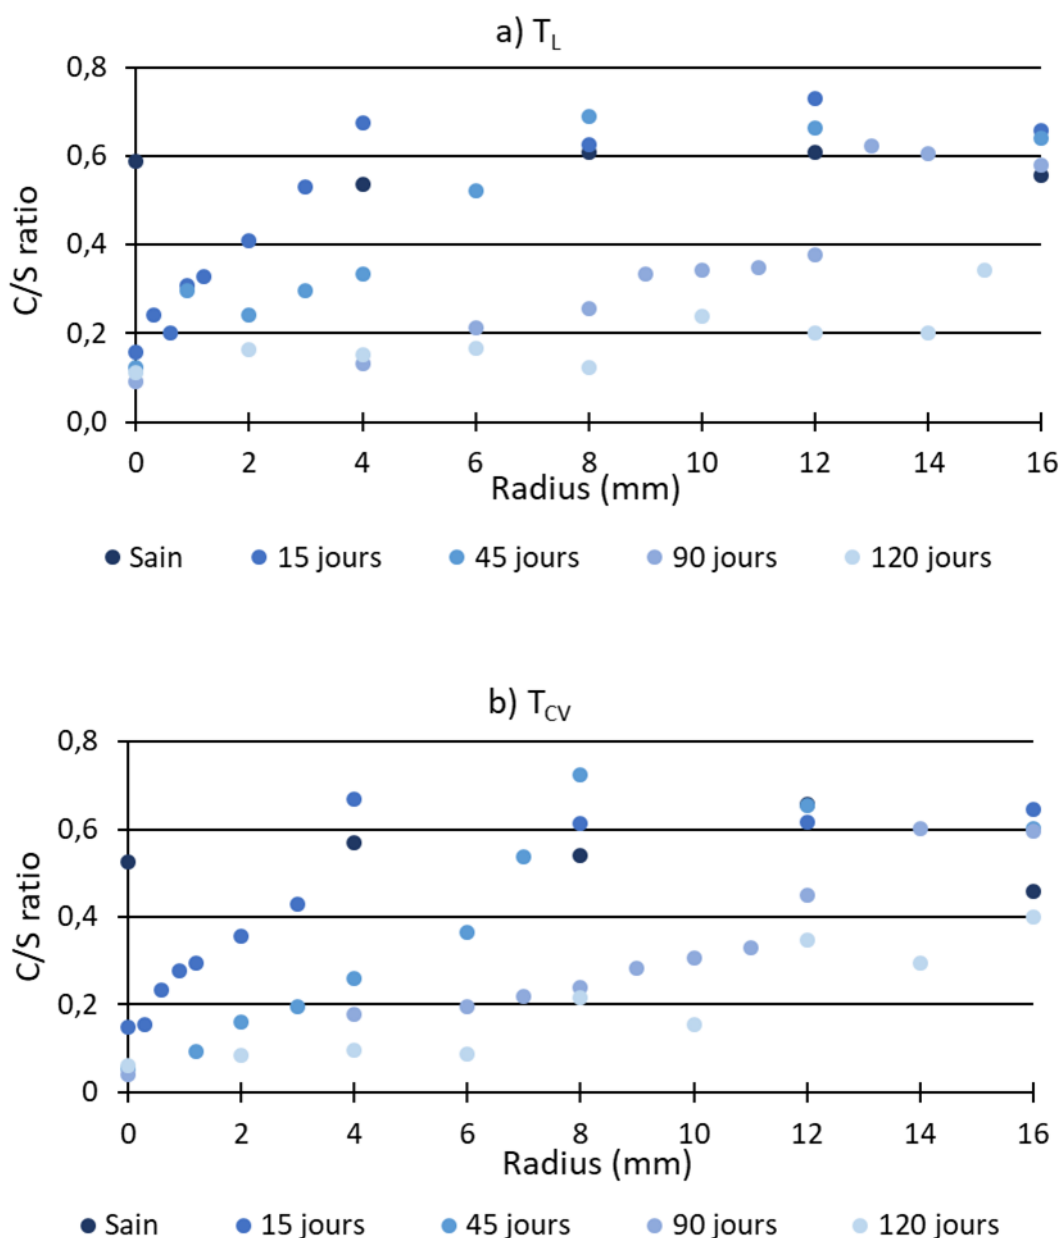 a) TL
0,8
0,6
0,4
0,2
0,0
C/S ratio
0 2 4 6 8 10 12 14 16
Radius (mm)
Sain 15 jours 45 jours 90 jours 120 jours
b) TCV
0,8
0,6
0,4
0,2
0
C/S ratio
0 2 4 6 8 10 12 14 16
Radius (mm)
Sain 15 jours 45 jours 90 jours 120 jours